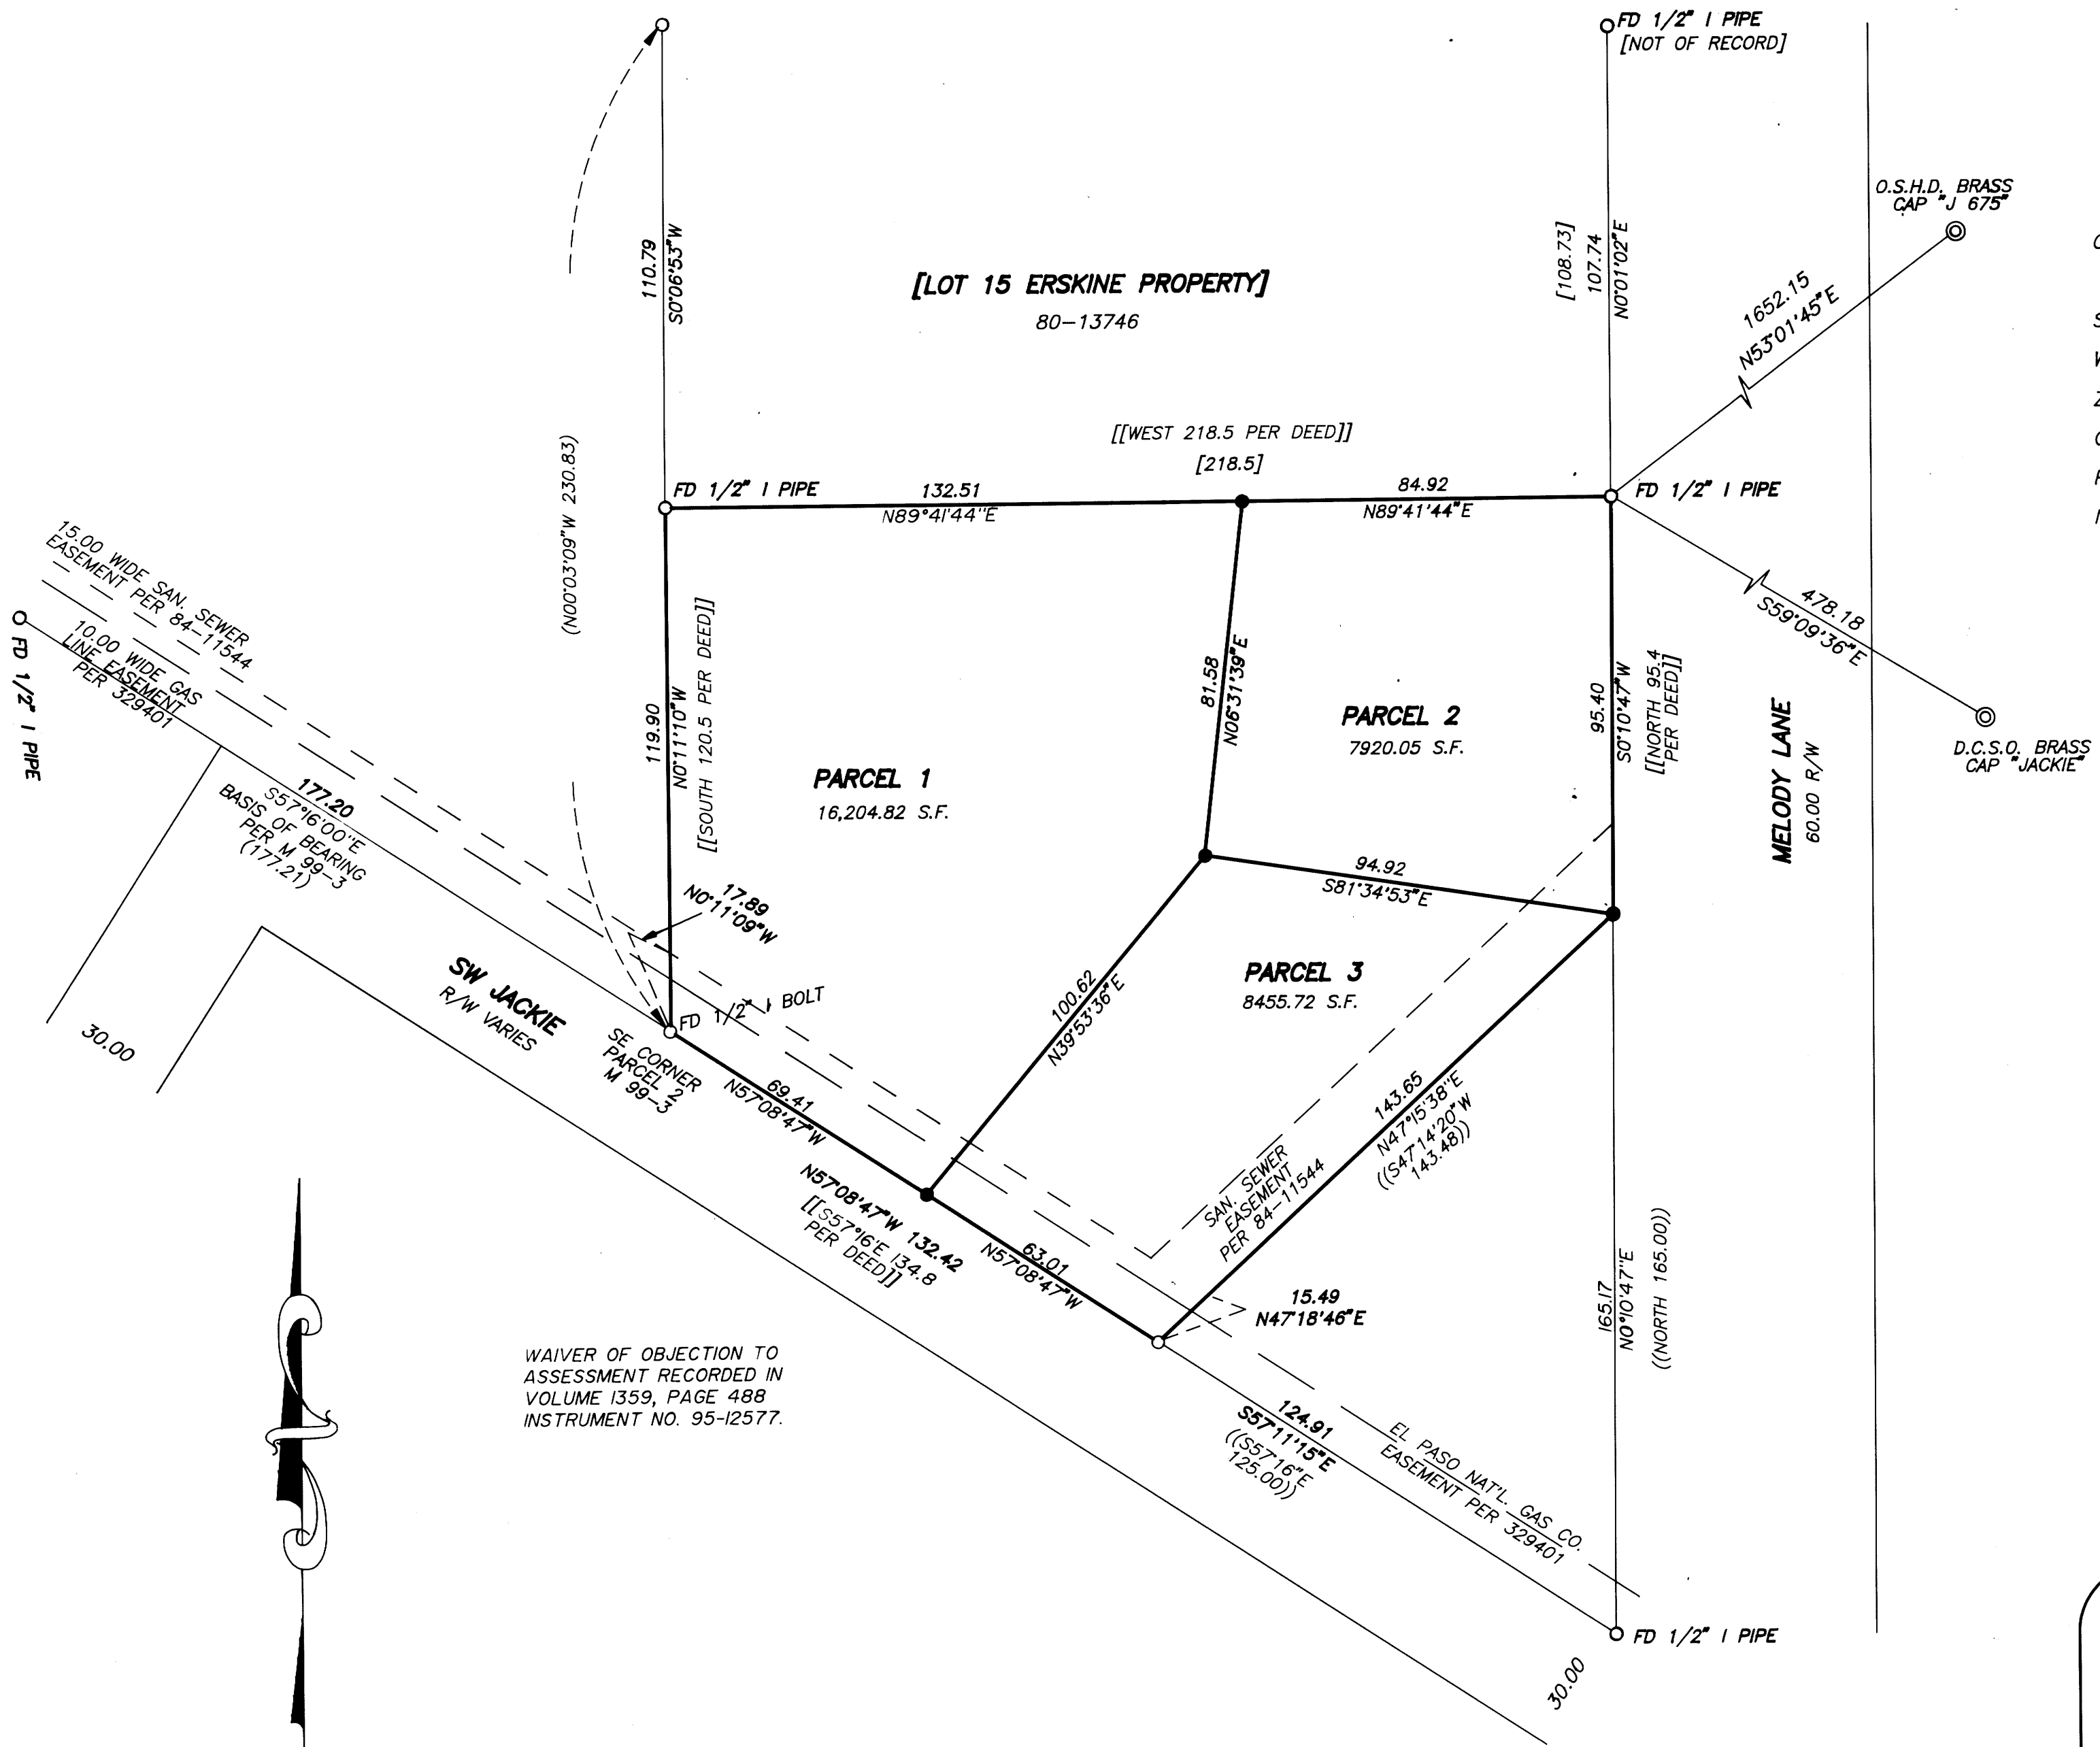 FD 1/2" I PIPE
[NOT OF RECORD]
O.S.H.D. BRASS
CAP "J 675"
110.79
S0°06'53"W
[LOT 15 ERSKINE PROPERTY]
80-13746
[108.73]
107.74
N0°01'02"E
1652.15
N53°01'45"E
[[WEST 218.5 PER DEED]]
[218.5]
(N00°03'09"W 230.83)
FD 1/2" I PIPE
132.51
N89°41'44"E
84.92
N89°41'44"E
FD 1/2" I PIPE
15.00 WIDE SAN. SEWER
EASEMENT PER 84-11544
10.00 WIDE GAS
LINE EASEMENT
PER 329401
FD 1/2" I PIPE
478.18
S59°09'36"E
D.C.S.O. BRASS
CAP "JACKIE"
119.90
N0°11'10"W
[[SOUTH 120.5 PER DEED]]
81.58
N06°31'39"E
PARCEL 2
7920.05 S.F.
95.40
S0°10'47"W
[[NORTH 95.4
PER DEED]]
MELODY LANE
60.00 R/W
PARCEL 1
16,204.82 S.F.
177.20
S57°16'00"E
BASIS OF BEARING
PER M 99-3
(177.21)
17.89
N0°11'09"W
94.92
S81°34'53"E
PARCEL 3
8455.72 S.F.
SW JACKIE
R/W VARIES
30.00
FD 1/2" I BOLT
SE CORNER
PARCEL 2
M 99-3
100.62
N39°53'36"E
69.41
N57°08'47"W
143.65
N47°15'38"E
((S47°14'20"W
143.48))
SAN. SEWER
EASEMENT
PER 84-11544
N57°08'47"W 132.42
[[S57°16'E 134.8
PER DEED]]
63.01
N57°08'47"W
15.49
N47°18'46"E
165.17
N0°10'47"E
((NORTH 165.00))
WAIVER OF OBJECTION TO
ASSESSMENT RECORDED IN
VOLUME 1359, PAGE 488
INSTRUMENT NO. 95-12577.
124.91
S57°11'15"E
((S57°16"E
125.00))
EL PASO NAT'L. GAS CO.
EASEMENT PER 329401
FD 1/2" I PIPE
30.00